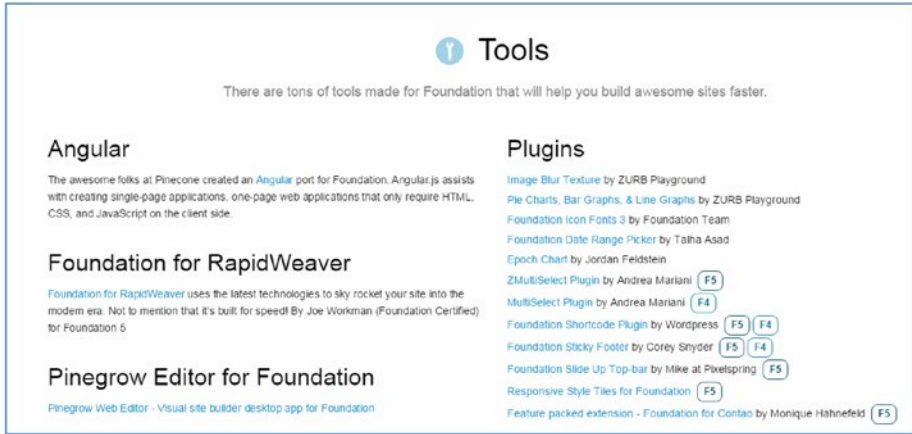 Tools
There are tons of tools made for Foundation that will help you build awesome sites faster.
Angular
The awesome folks at Pinecone created an Angular port for Foundation. Angular.js assists
with creating single-page applications, one-page web applications that only require HTML,
CSS, and JavaScript on the client side.
Foundation for RapidWeaver
Foundation for RapidWeaver uses the latest technologies to sky rocket your site into the
modern era. Not to mention that it's built for speed! By Joe Workman (Foundation Certified)
for Foundation 5
Pinegrow Editor for Foundation
Pinegrow Web Editor - Visual site builder desktop app for Foundation
Plugins
Image Blur Texture by ZURB Playground
Pie Charts, Bar Graphs, & Line Graphs by ZURB Playground
Foundation Icon Fonts 3 by Foundation Team
Foundation Date Range Picker by Talha Asad
Epoch Chart by Jordan Feldstein
ZMultiSelect Plugin by Andrea Mariani F5
MultiSelect Plugin by Andrea Mariani F4
Foundation Shortcode Plugin by Wordpress F5 F4
Foundation Sticky Footer by Corey Snyder F5 F4
Foundation Slide Up Top-bar by Mike at Pixelspring F5
Responsive Style Tiles for Foundation F5
Feature packed extension - Foundation for Contao by Monique Hahnefeld F5